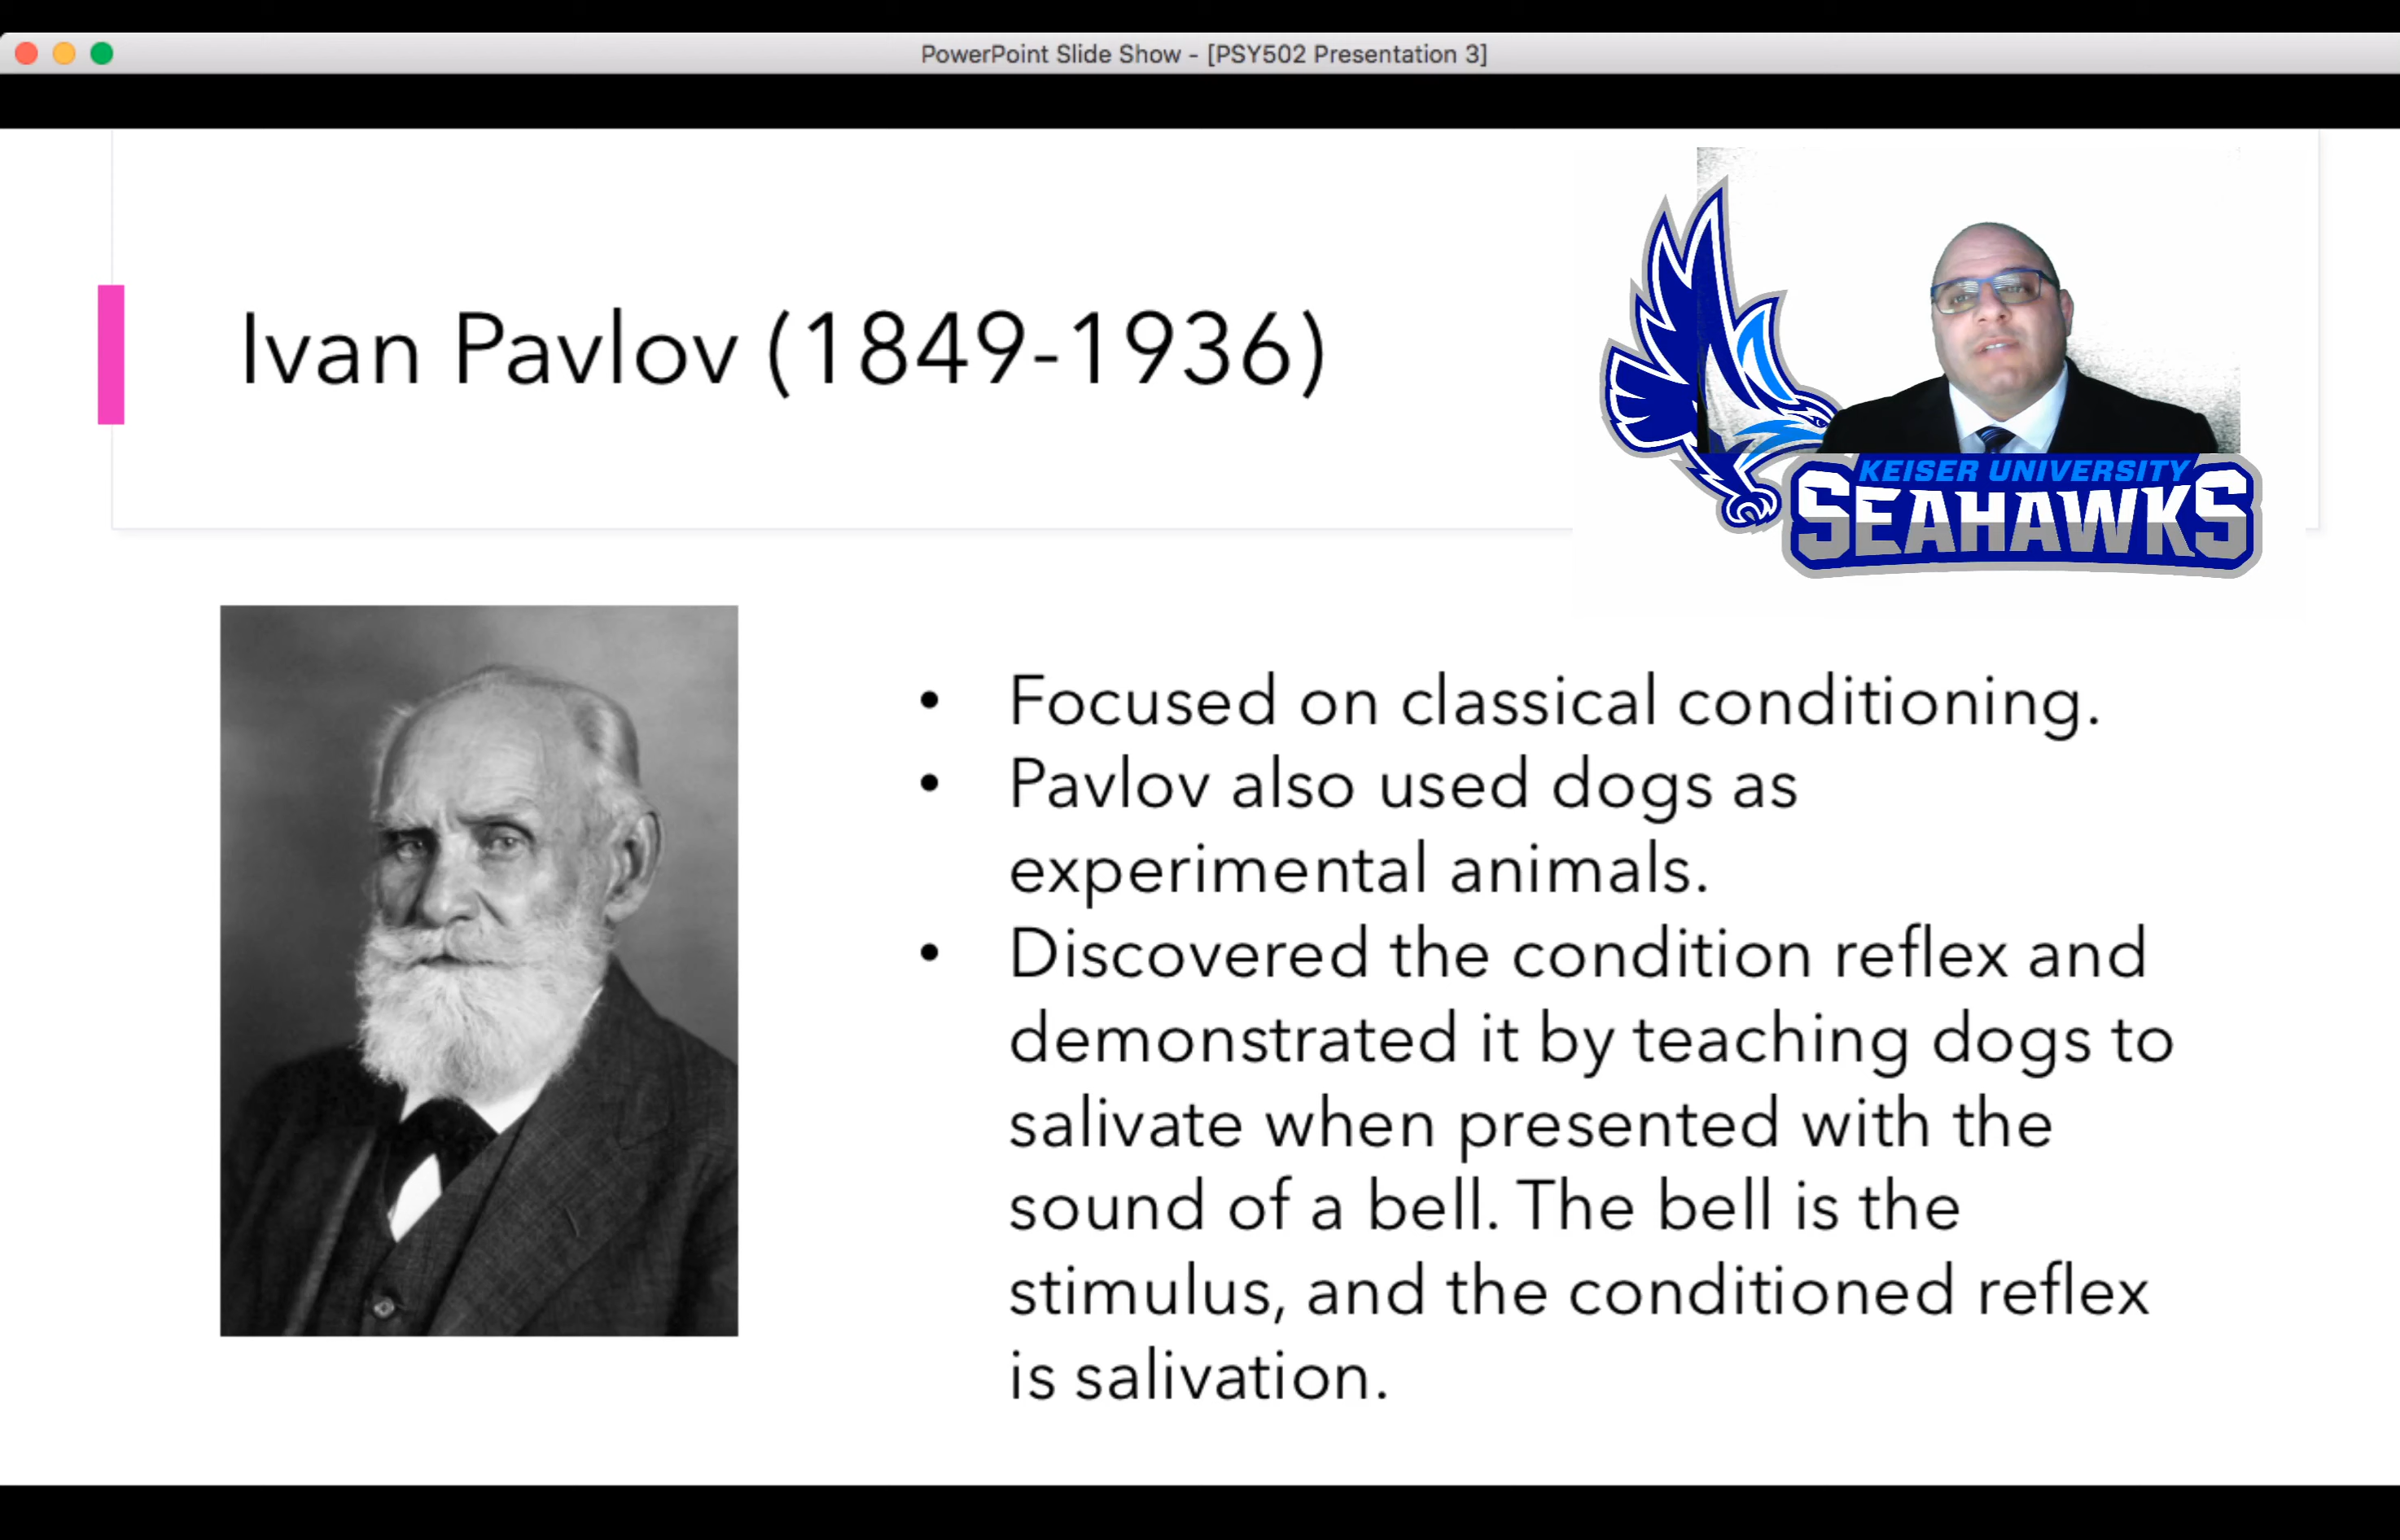 PowerPoint Slide Show - [PSY502 Presentation 3]
Ivan Pavlov (1849-1936)
KEISER UNIVERSITY
SEAHAWKS
• Focused on classical conditioning.
• Pavlov also used dogs as
experimental animals.
• Discovered the condition reflex and
demonstrated it by teaching dogs to
salivate when presented with the
sound of a bell. The bell is the
stimulus, and the conditioned reflex
is salivation.